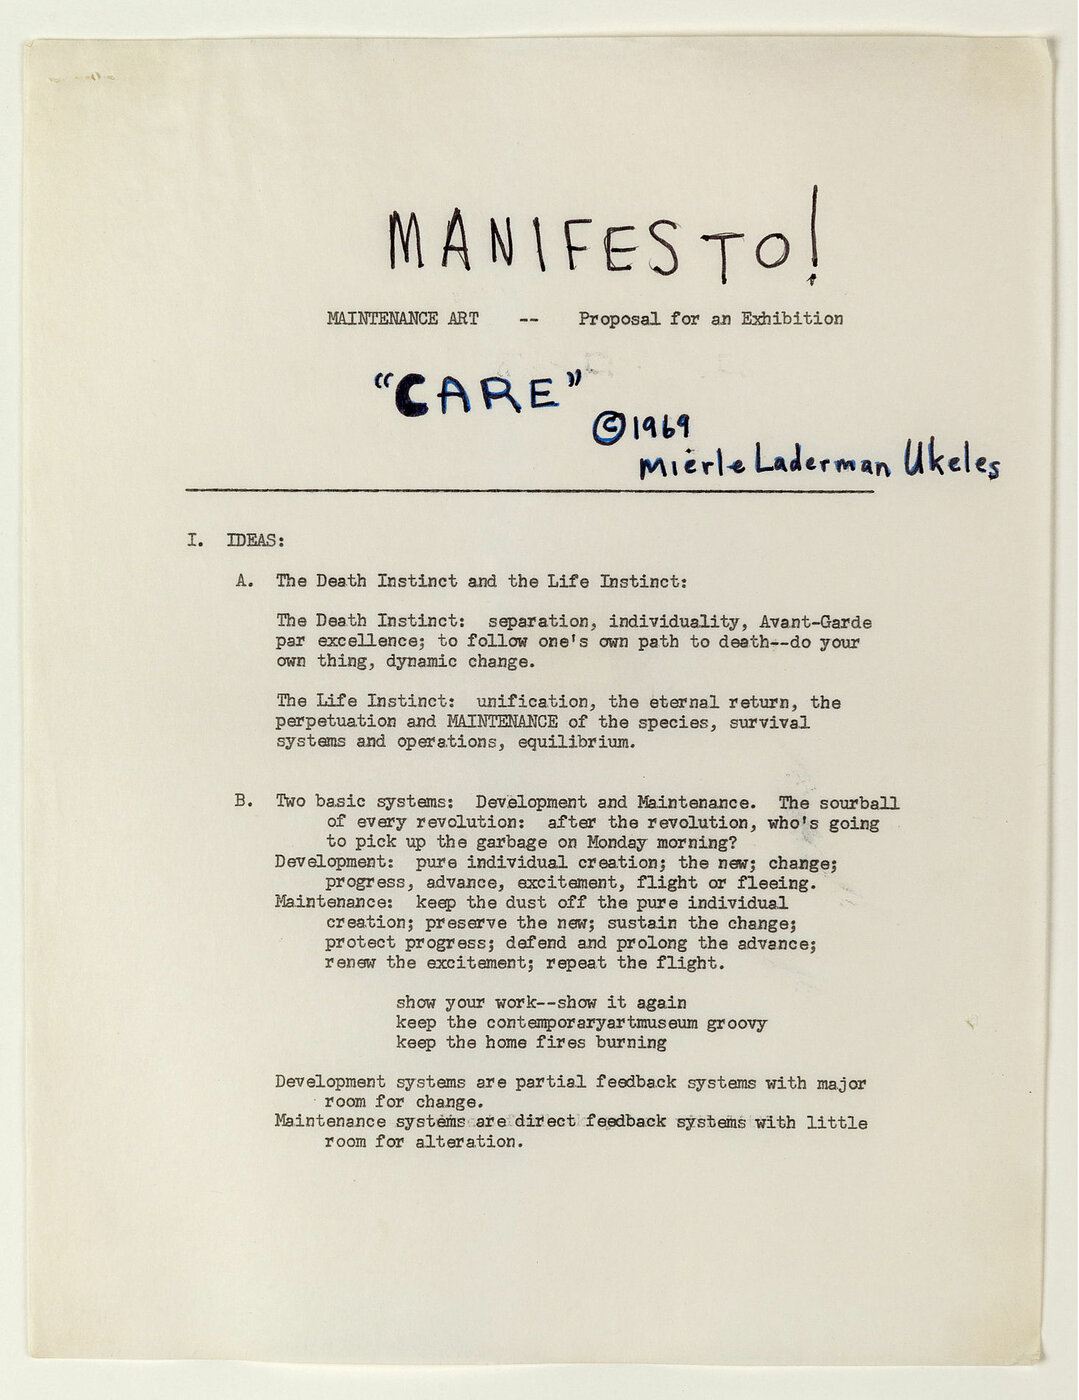 MANIFESTO!
MAINTENANCE ART -- Proposal for an Exhibition
"CARE"
©1969
Mierle Laderman Ukeles
I. IDEAS:
A. The Death Instinct and the Life Instinct:
The Death Instinct: separation, individuality, Avant-Garde
par excellence; to follow one's own path to death--do your
own thing, dynamic change.
The Life Instinct: unification, the eternal return, the
perpetuation and MAINTENANCE of the species, survival
systems and operations, equilibrium.
B. Two basic systems: Development and Maintenance. The sourball
of every revolution: after the revolution, who's going
to pick up the garbage on Monday morning?
Development: pure individual creation; the new; change;
progress, advance, excitement, flight or fleeing.
Maintenance: keep the dust off the pure individual
creation; preserve the new; sustain the change;
protect progress; defend and prolong the advance;
renew the excitement; repeat the flight.
show your work--show it again
keep the contemporaryartmuseum groovy
keep the home fires burning
Development systems are partial feedback systems with major
room for change.
Maintenance systems are direct feedback systems with little
room for alteration.